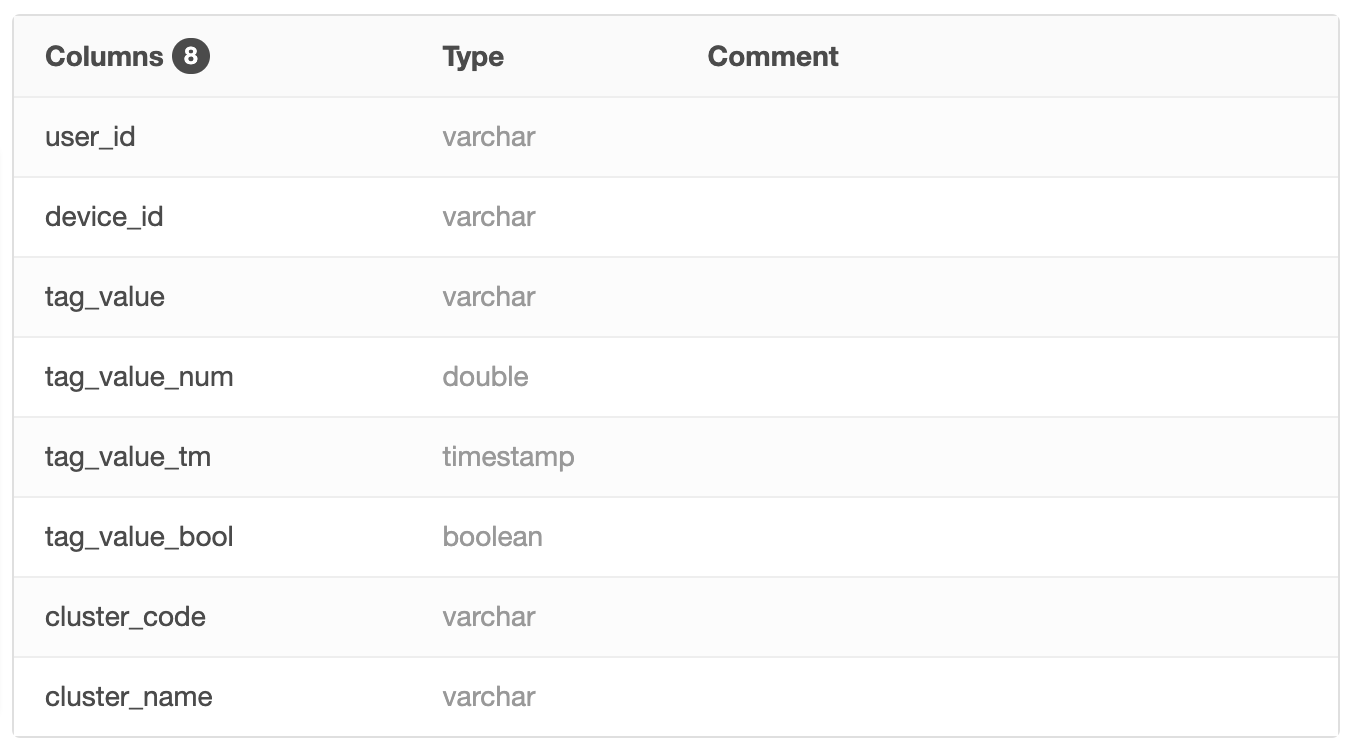 Columns 8 Type Comment
user_id varchar
device_id varchar
tag_value varchar
tag_value_num double
tag_value_tm timestamp
tag_value_bool boolean
cluster_code varchar
cluster_name varchar